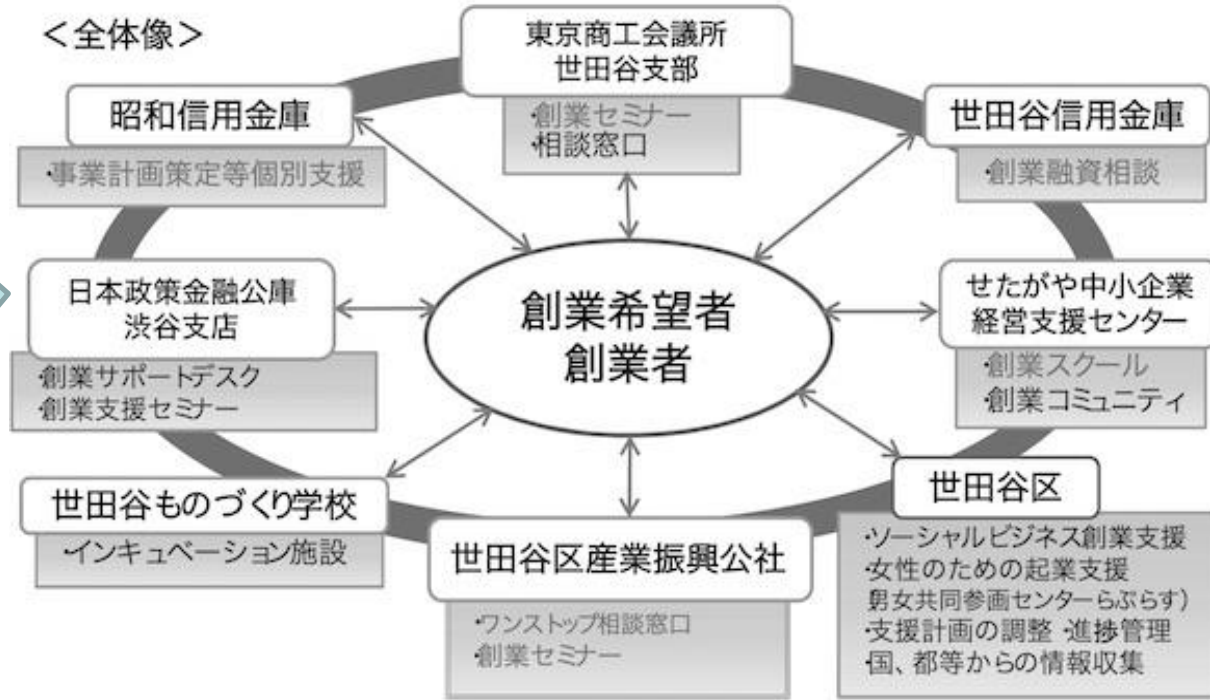 <全体像>
東京商工会議所
世田谷支部
・創業セミナー
・相談窓口
昭和信用金庫
・事業計画策定等個別支援
世田谷信用金庫
・創業融資相談
日本政策金融公庫
渋谷支店
・創業サポートデスク
・創業支援セミナー
創業希望者
創業者
せたがや中小企業
経営支援センター
・創業スクール
・創業コミュニティ
世田谷ものづくり学校
・インキュベーション施設
世田谷区産業振興公社
・ワンストップ相談窓口
・創業セミナー
世田谷区
・ソーシャルビジネス創業支援
・女性のための起業支援
(男女共同参画センターらぷらす)
・支援計画の調整・進捗管理
・国、都等からの情報収集